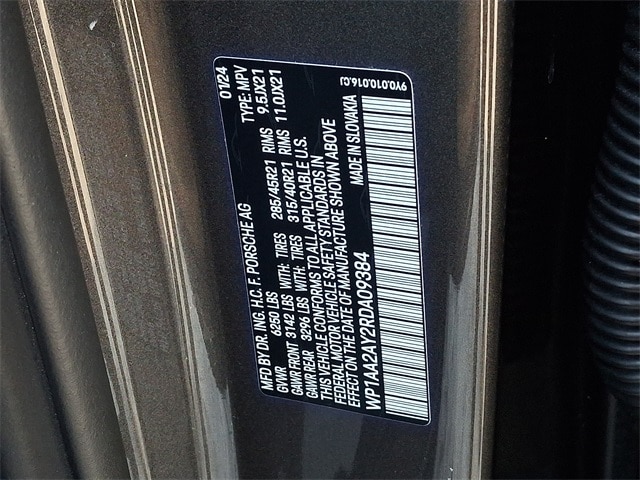 MFD BY DR. ING. H.C. F. PORSCHE AG 01/24
GVWR 6250 LBS TYPE: MPV
GAWR FRONT 3142 LBS WITH: TIRES 285/45R21 RIMS 9.5JX21
GAWR REAR 3296 LBS WITH: TIRES 315/40R21 RIMS 11.0JX21
THIS VEHICLE CONFORMS TO ALL APPLICABLE U.S.
FEDERAL MOTOR VEHICLE SAFETY STANDARDS IN
EFFECT ON THE DATE OF MANUFACTURE SHOWN ABOVE
WP1AA2AY2RDA09384 MADE IN SLOVAKIA
9Y0.010.016.CJ